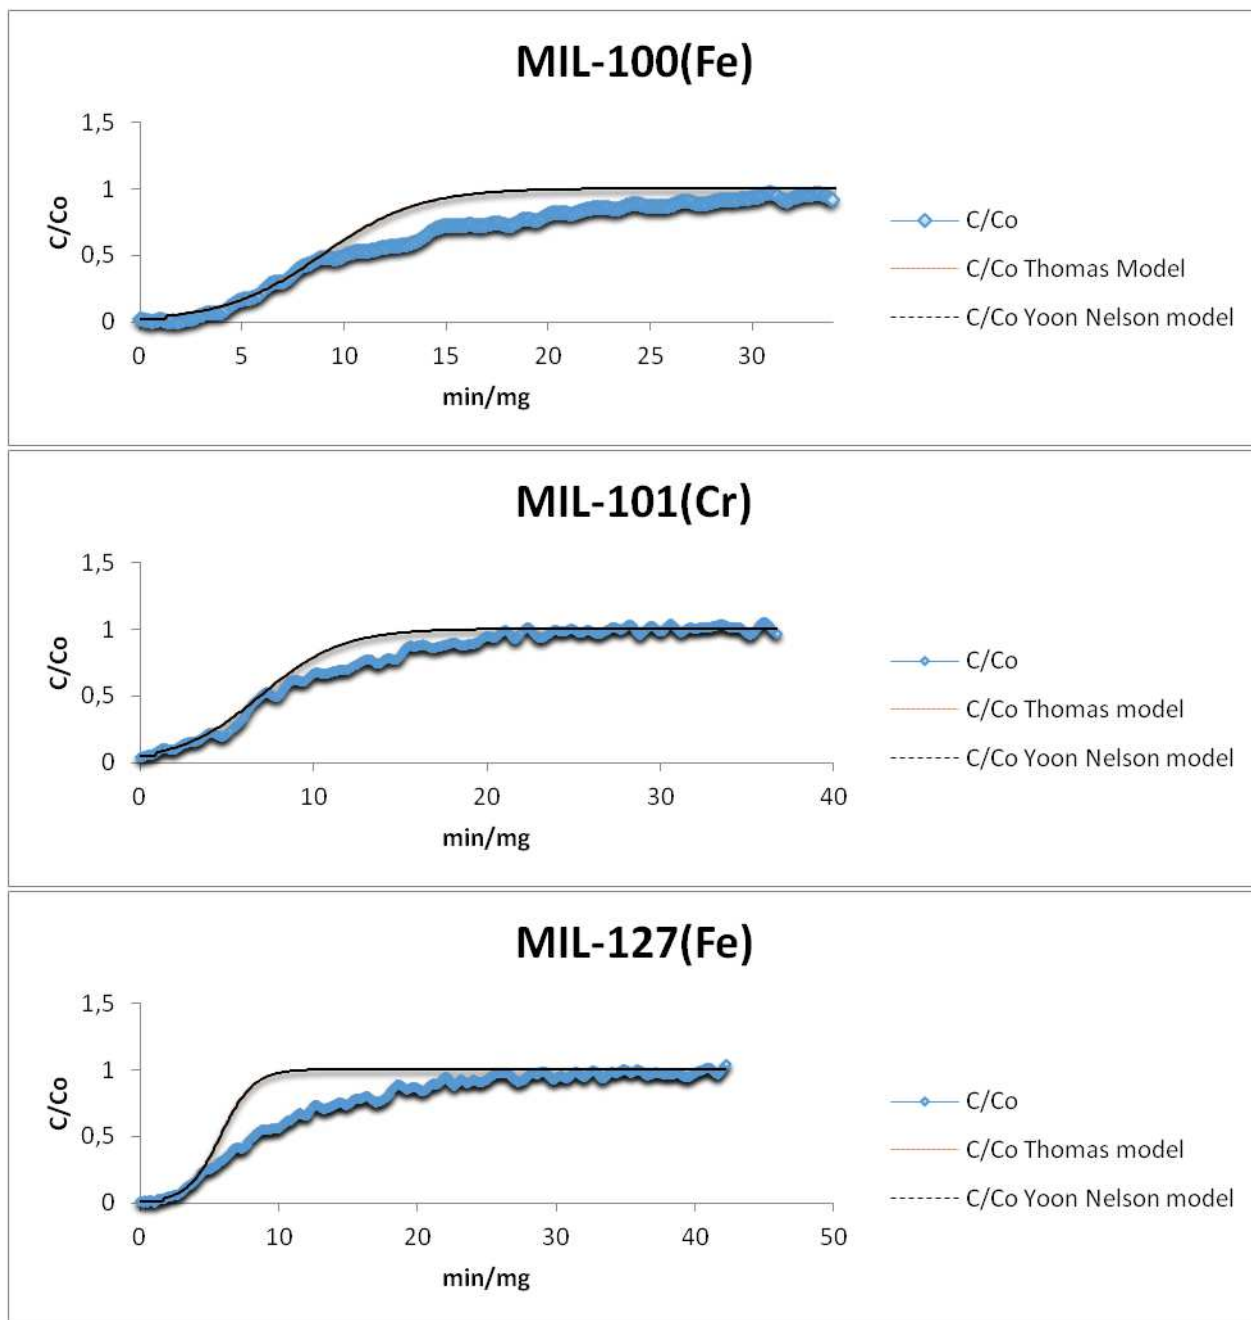 MIL-100(Fe)
1,5
1
0,5
0
C/Co
0 5 10 15 20 25 30
min/mg
C/Co
C/Co Thomas Model
C/Co Yoon Nelson model
MIL-101(Cr)
1,5
1
0,5
0
C/Co
0 10 20 30 40
min/mg
C/Co
C/Co Thomas model
C/Co Yoon Nelson model
MIL-127(Fe)
1,5
1
0,5
0
C/Co
0 10 20 30 40 50
min/mg
C/Co
C/Co Thomas model
C/Co Yoon Nelson model